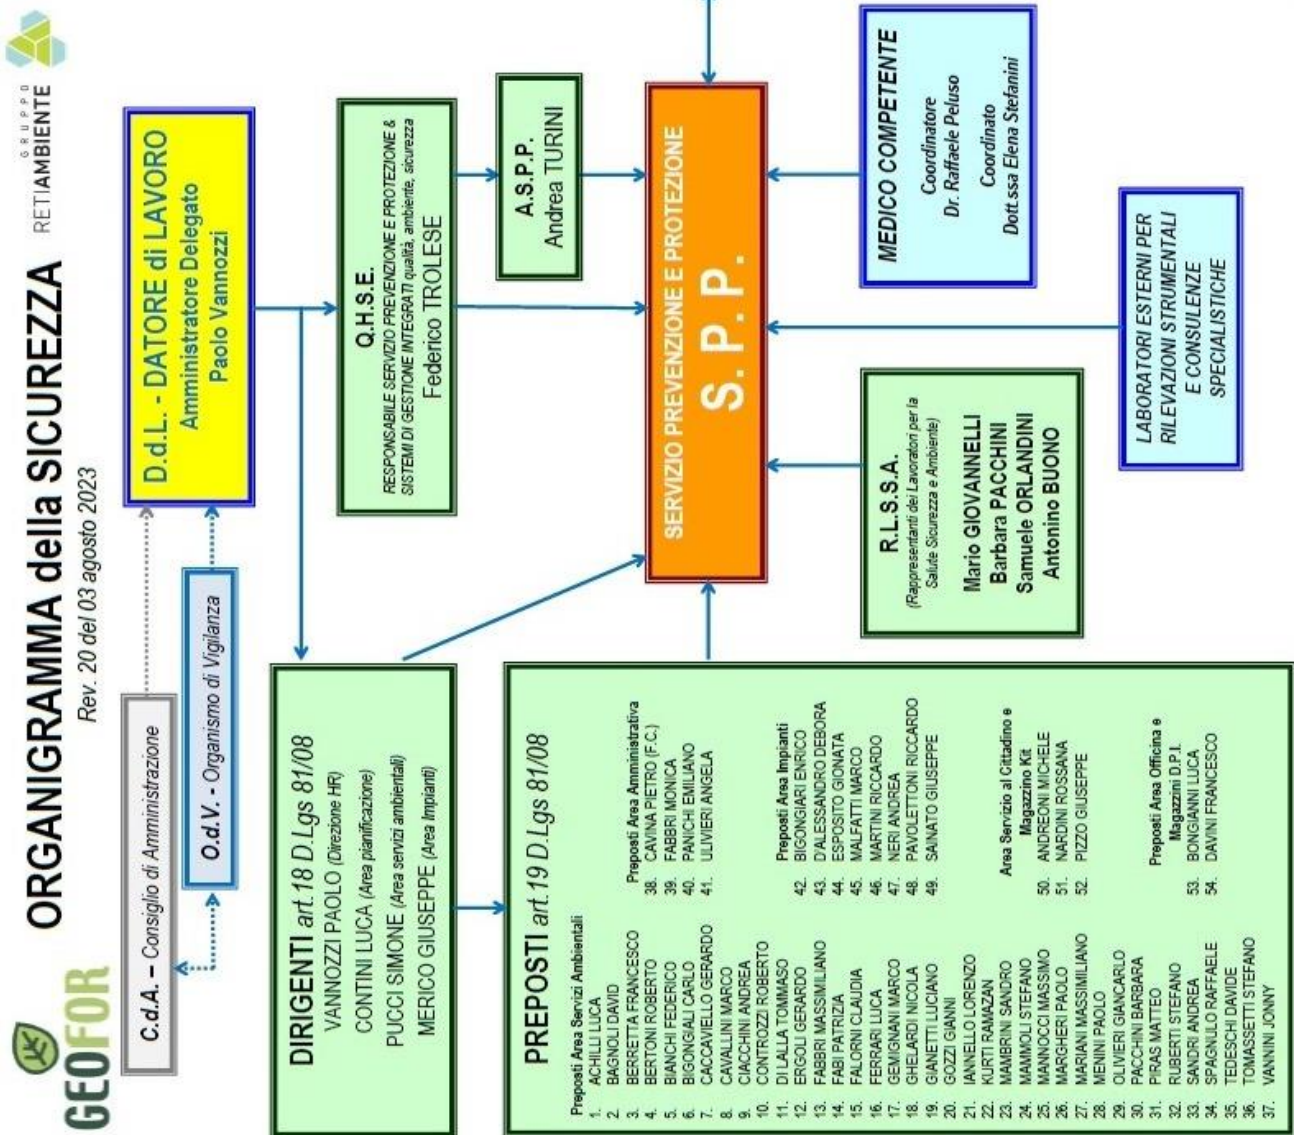 GEOFOR
ORGANIGRAMMA della SICUREZZA
Rev. 20 del 03 agosto 2023
GRUPPO
RETIAMBIENTE
C.d.A. – Consiglio di Amministrazione
O.d.V. - Organismo di Vigilanza
D.d.L. - DATORE di LAVORO
Amministratore Delegato
Paolo Vannozzi
DIRIGENTI art. 18 D.Lgs 81/08
VANNOZZI PAOLO (Direzione HR)
CONTINI LUCA (Area pianificazione)
PUCCI SIMONE (Area servizi ambientali)
MERICO GIUSEPPE (Area Impianti)
Q.H.S.E.
RESPONSABILE SERVIZIO PREVENZIONE E PROTEZIONE &
SISTEMI DI GESTIONE INTEGRATI qualità, ambiente, sicurezza
Federico TROLESE
A.S.P.P.
Andrea TURINI
PREPOSTI art.19 D.Lgs 81/08
Preposti Area Servizi Ambientali
1. ACHILLI LUCA
2. BAGNOLI DAVID
3. BERRETTA FRANCESCO
4. BERTONI ROBERTO
5. BIANCHI FEDERICO
6. BIGONGIALI CARLO
7. CACCAVIELLO GERARDO
8. CAVALLINI MARCO
9. CIACCHINI ANDREA
10. CONTROZZI ROBERTO
11. DI LALLA TOMMASO
12. ERGOLI GERARDO
13. FABBRI MASSIMILIANO
14. FABI PATRIZIA
15. FALORNI CLAUDIA
16. FERRARI LUCA
17. GEMIGNANI MARCO
18. GHELARDI NICOLA
19. GIANETTI LUCIANO
20. GOZZI GIANNI
21. IANNELLO LORENZO
22. KURTI RAMAZAN
23. MAMBRINI SANDRO
24. MAMMOLI STEFANO
25. MANNOCCI MASSIMO
26. MARGHERI PAOLO
27. MARIANI MASSIMILIANO
28. MENINI PAOLO
29. OLIVIERI GIANCARLO
30. PACCHINI BARBARA
31. PIRAS MATTEO
32. RUBERTI STEFANO
33. SANDRI ANDREA
34. SPAGNULO RAFFAELE
35. TEDESCHI DAVIDE
36. TOMASSETTI STEFANO
37. VANNINI JONNY
Preposti Area Amministrativa
38. CAVINA PIETRO (F.C.)
39. FABBRI MONICA
40. PANICHI EMILIANO
41. ULIVIERI ANGELA
Preposti Area Impianti
42. BIGONGIARI ENRICO
43. D'ALESSANDRO DEBORA
44. ESPOSITO GIONATA
45. MALFATTI MARCO
46. MARTINI RICCARDO
47. NERI ANDREA
48. PAVOLETTONI RICCARDO
49. SAINATO GIUSEPPE
Area Servizio al Cittadino e
Magazzino Kit
50. ANDREONI MICHELE
51. NARDINI ROSSANA
52. PIZZO GIUSEPPE
Preposti Area Officina e
Magazzini D.P.I.
53. BONGIANNI LUCA
54. DAVINI FRANCESCO
SERVIZIO PREVENZIONE E PROTEZIONE
S. P. P.
R.L.S.S.A.
(Rappresentanti dei Lavoratori per la
Salute Sicurezza e Ambiente)
Mario GIOVANNELLI
Barbara PACCHINI
Samuele ORLANDINI
Antonino BUONO
MEDICO COMPETENTE
Coordinatore
Dr. Raffaele Peluso
Coordinato
Dott.ssa Elena Stefanini
LABORATORI ESTERNI PER
RILEVAZIONI STRUMENTALI
E CONSULENZE
SPECIALISTICHE